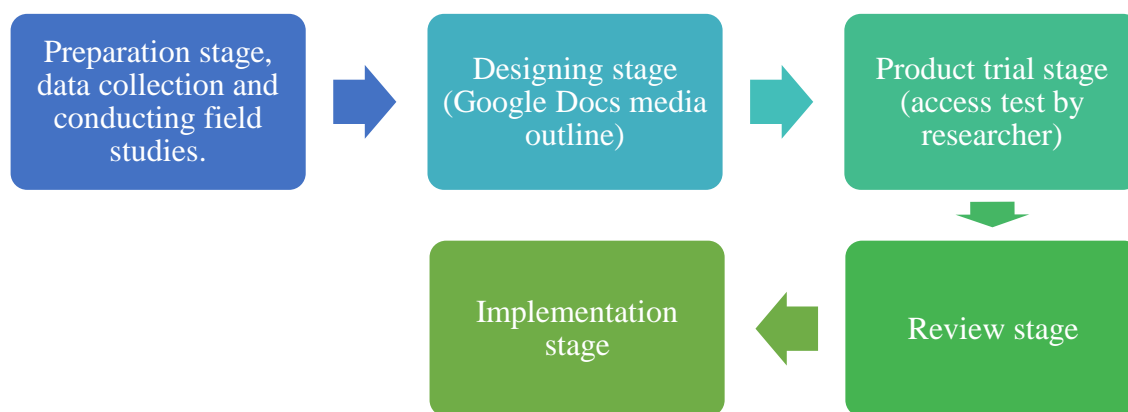 Preparation stage,
data collection and
conducting field
studies.
Designing stage
(Google Docs media
outline)
Product trial stage
(access test by
researcher)
Review stage
Implementation
stage